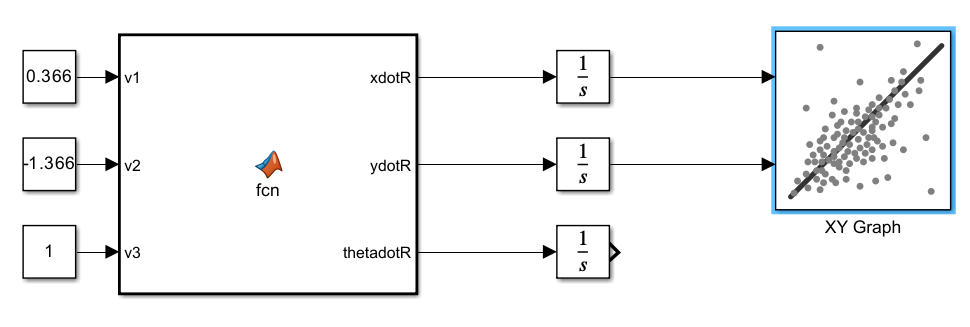 0.366
v1
xdotR
1
s
-1.366
v2
fcn
ydotR
1
s
XY Graph
1
v3
thetadotR
1
s